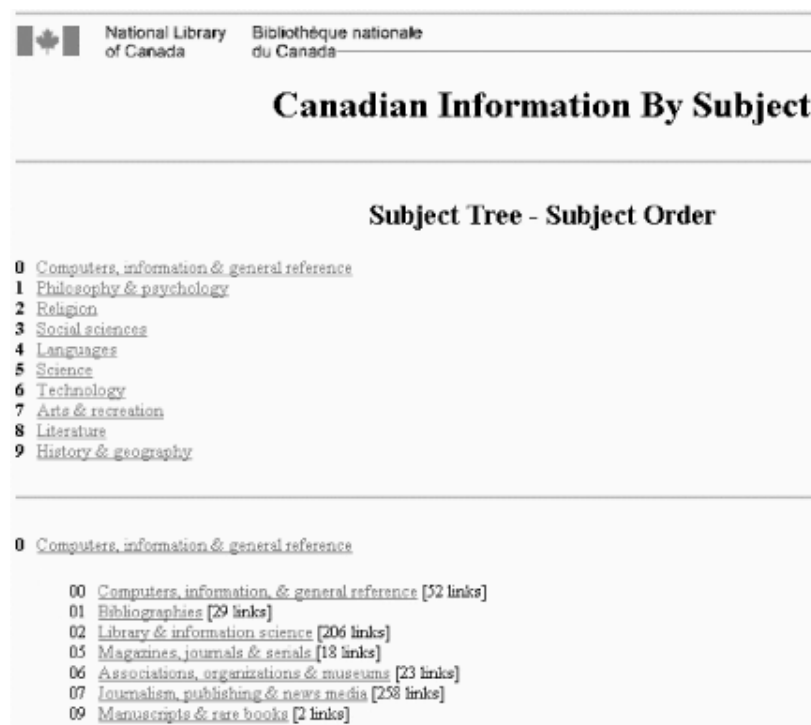 National Library Bibliothèque nationale
of Canada du Canada
Canadian Information By Subject
Subject Tree - Subject Order
0 Computers, information & general reference
1 Philosophy & psychology
2 Religion
3 Social sciences
4 Languages
5 Science
6 Technology
7 Arts & recreation
8 Literature
9 History & geography
0 Computers, information & general reference
00 Computers, information, & general reference [52 links]
01 Bibliographies [29 links]
02 Library & information science [206 links]
05 Magazines, journals & serials [18 links]
06 Associations, organizations & museums [23 links]
07 Journalism, publishing & news media [258 links]
09 Manuscripts & rare books [2 links]